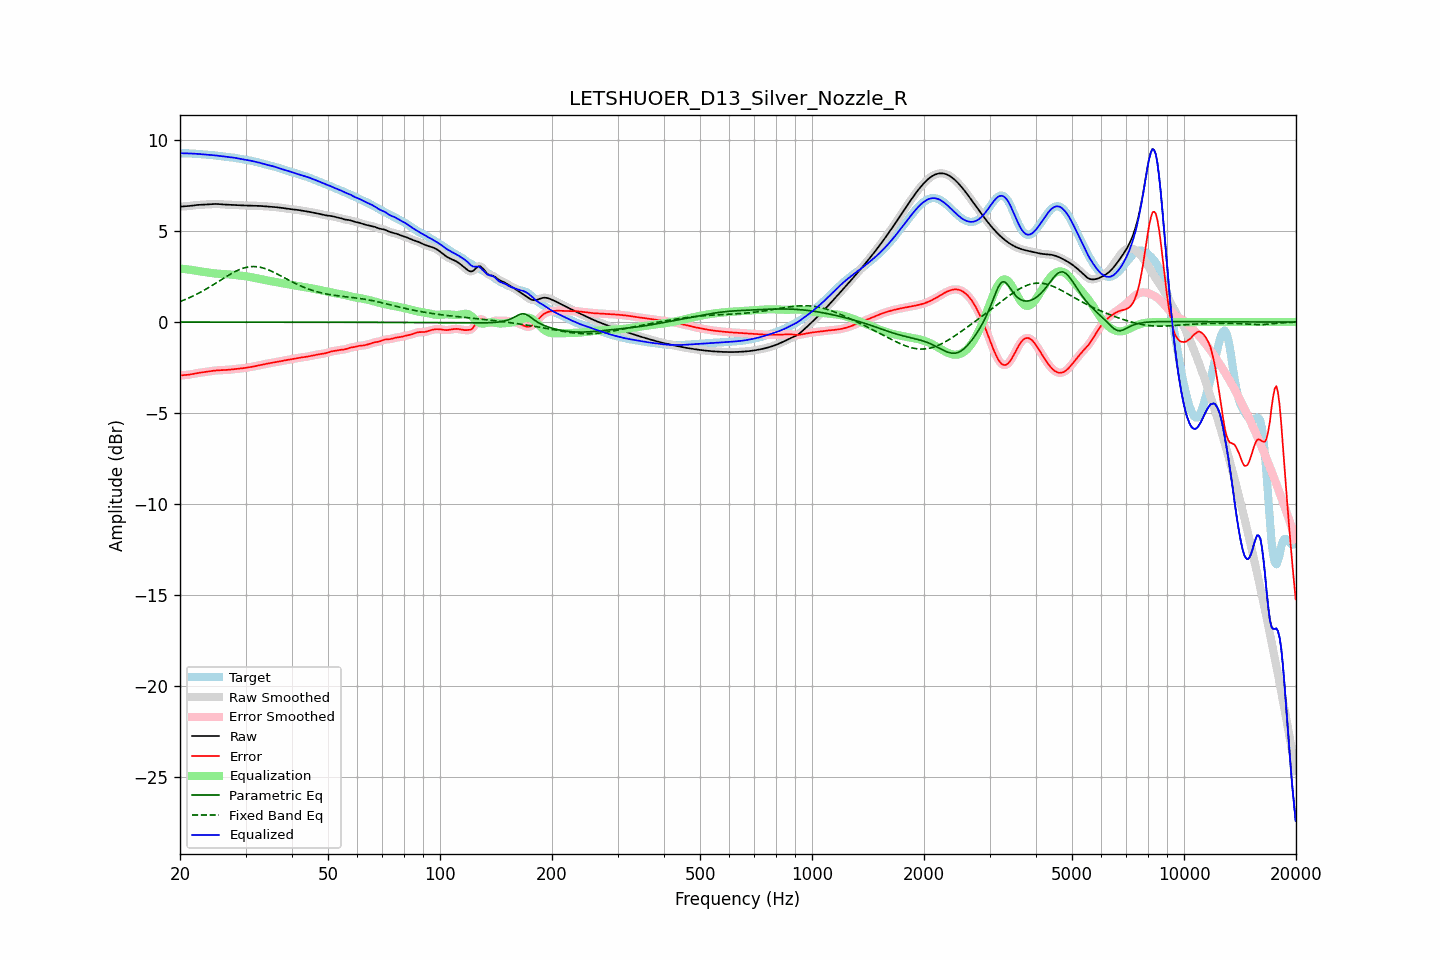 LETSHUOER_D13_Silver_Nozzle_R
10
5
0
−5
−10
−15
−20
−25
Amplitude (dBr)
Target
Raw Smoothed
Error Smoothed
Raw
Error
Equalization
Parametric Eq
Fixed Band Eq
Equalized
20 50 100 200 500 1000 2000 5000 10000 20000
Frequency (Hz)